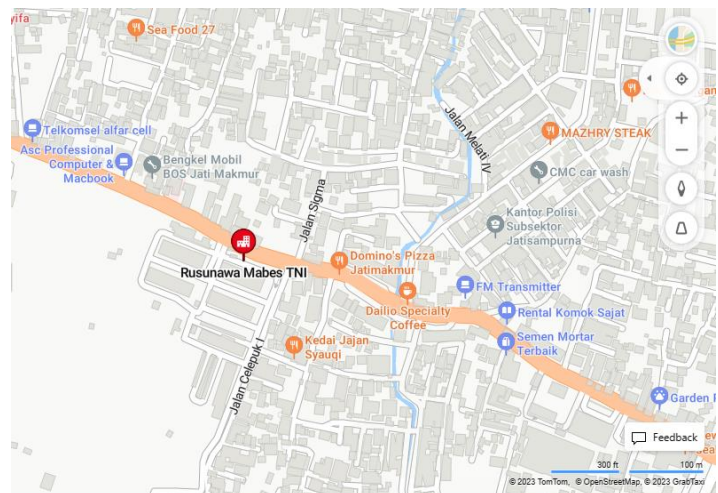 yifa
Sea Food 27
Telkomsel alfar cell
Asc Professional
Computer &
Macbook
Bengkel Mobil
BOS Jati Makmur
Jalan Melati IV
MAZHRY STEAK
CMC car wash
Jalan Sigma
Kantor Polisi
Subsektor
Jatisampurna
Rusunawa Mabes TNI
Domino's Pizza
Jatimakmur
FM Transmitter
Dailio Specialty
Coffee
Rental Komok Sajat
Semen Mortar
Terbaik
Kedai Jajan
Syauqi
Jalan Celepuk I
Garden
Feedback
300 ft
100 m
© 2023 TomTom, © OpenStreetMap, © 2023 GrabTaxi